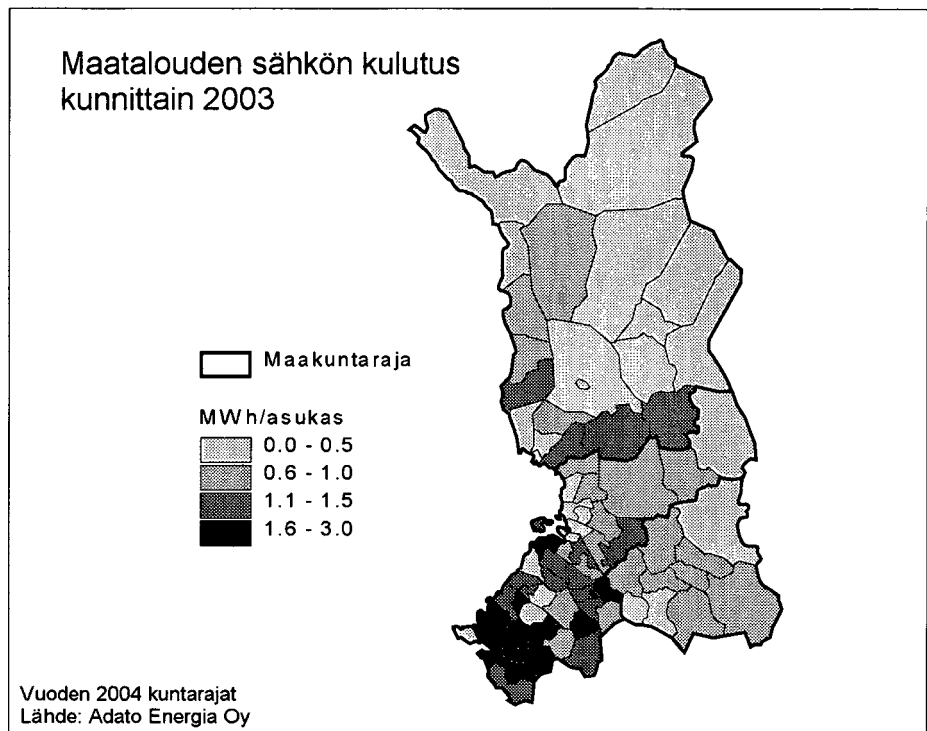 Maatalouden sähkön kulutus
kunnittain 2003
Maakuntaraja
MWh/asukas
0.0 - 0.5
0.6 - 1.0
1.1 - 1.5
1.6 - 3.0
Vuoden 2004 kuntarajat
Lähde: Adato Energia Oy